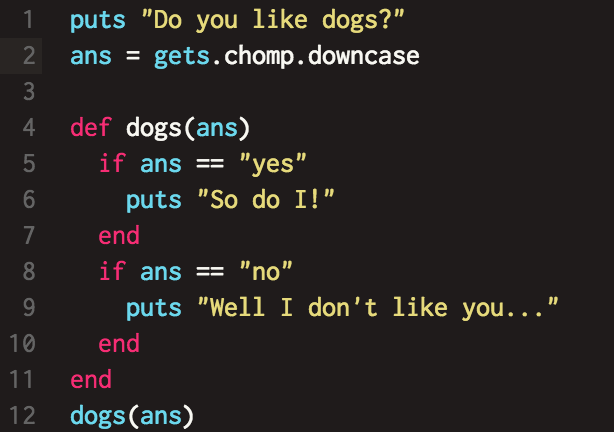 1 puts "Do you like dogs?"
2 ans = gets.chomp.downcase
3
4 def dogs(ans)
5   if ans == "yes"
6     puts "So do I!"
7   end
8   if ans == "no"
9     puts "Well I don't like you..."
10   end
11 end
12 dogs(ans)